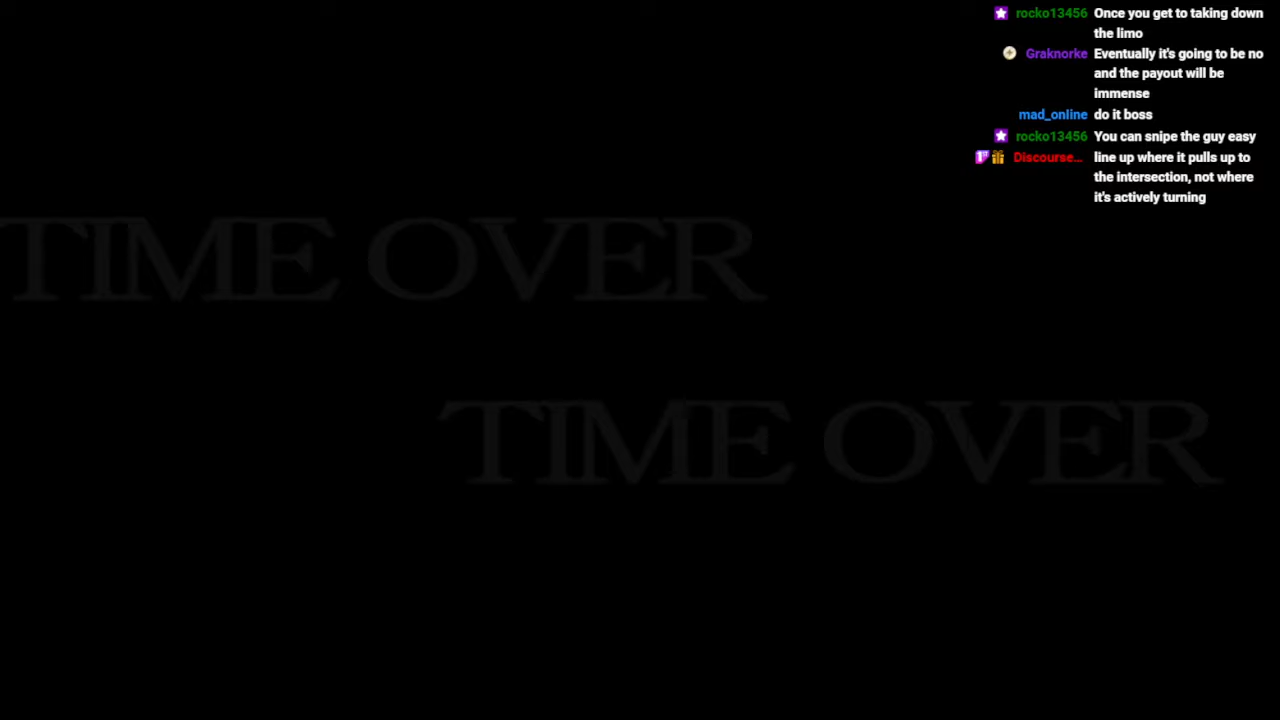 rocko13456 Once you get to taking down
the limo
Graknorke Eventually it's going to be no
and the payout will be
immense
mad_online do it boss
rocko13456 You can snipe the guy easy
Discourse… line up where it pulls up to
the intersection, not where
it's actively turning
TIME OVER
TIME OVER